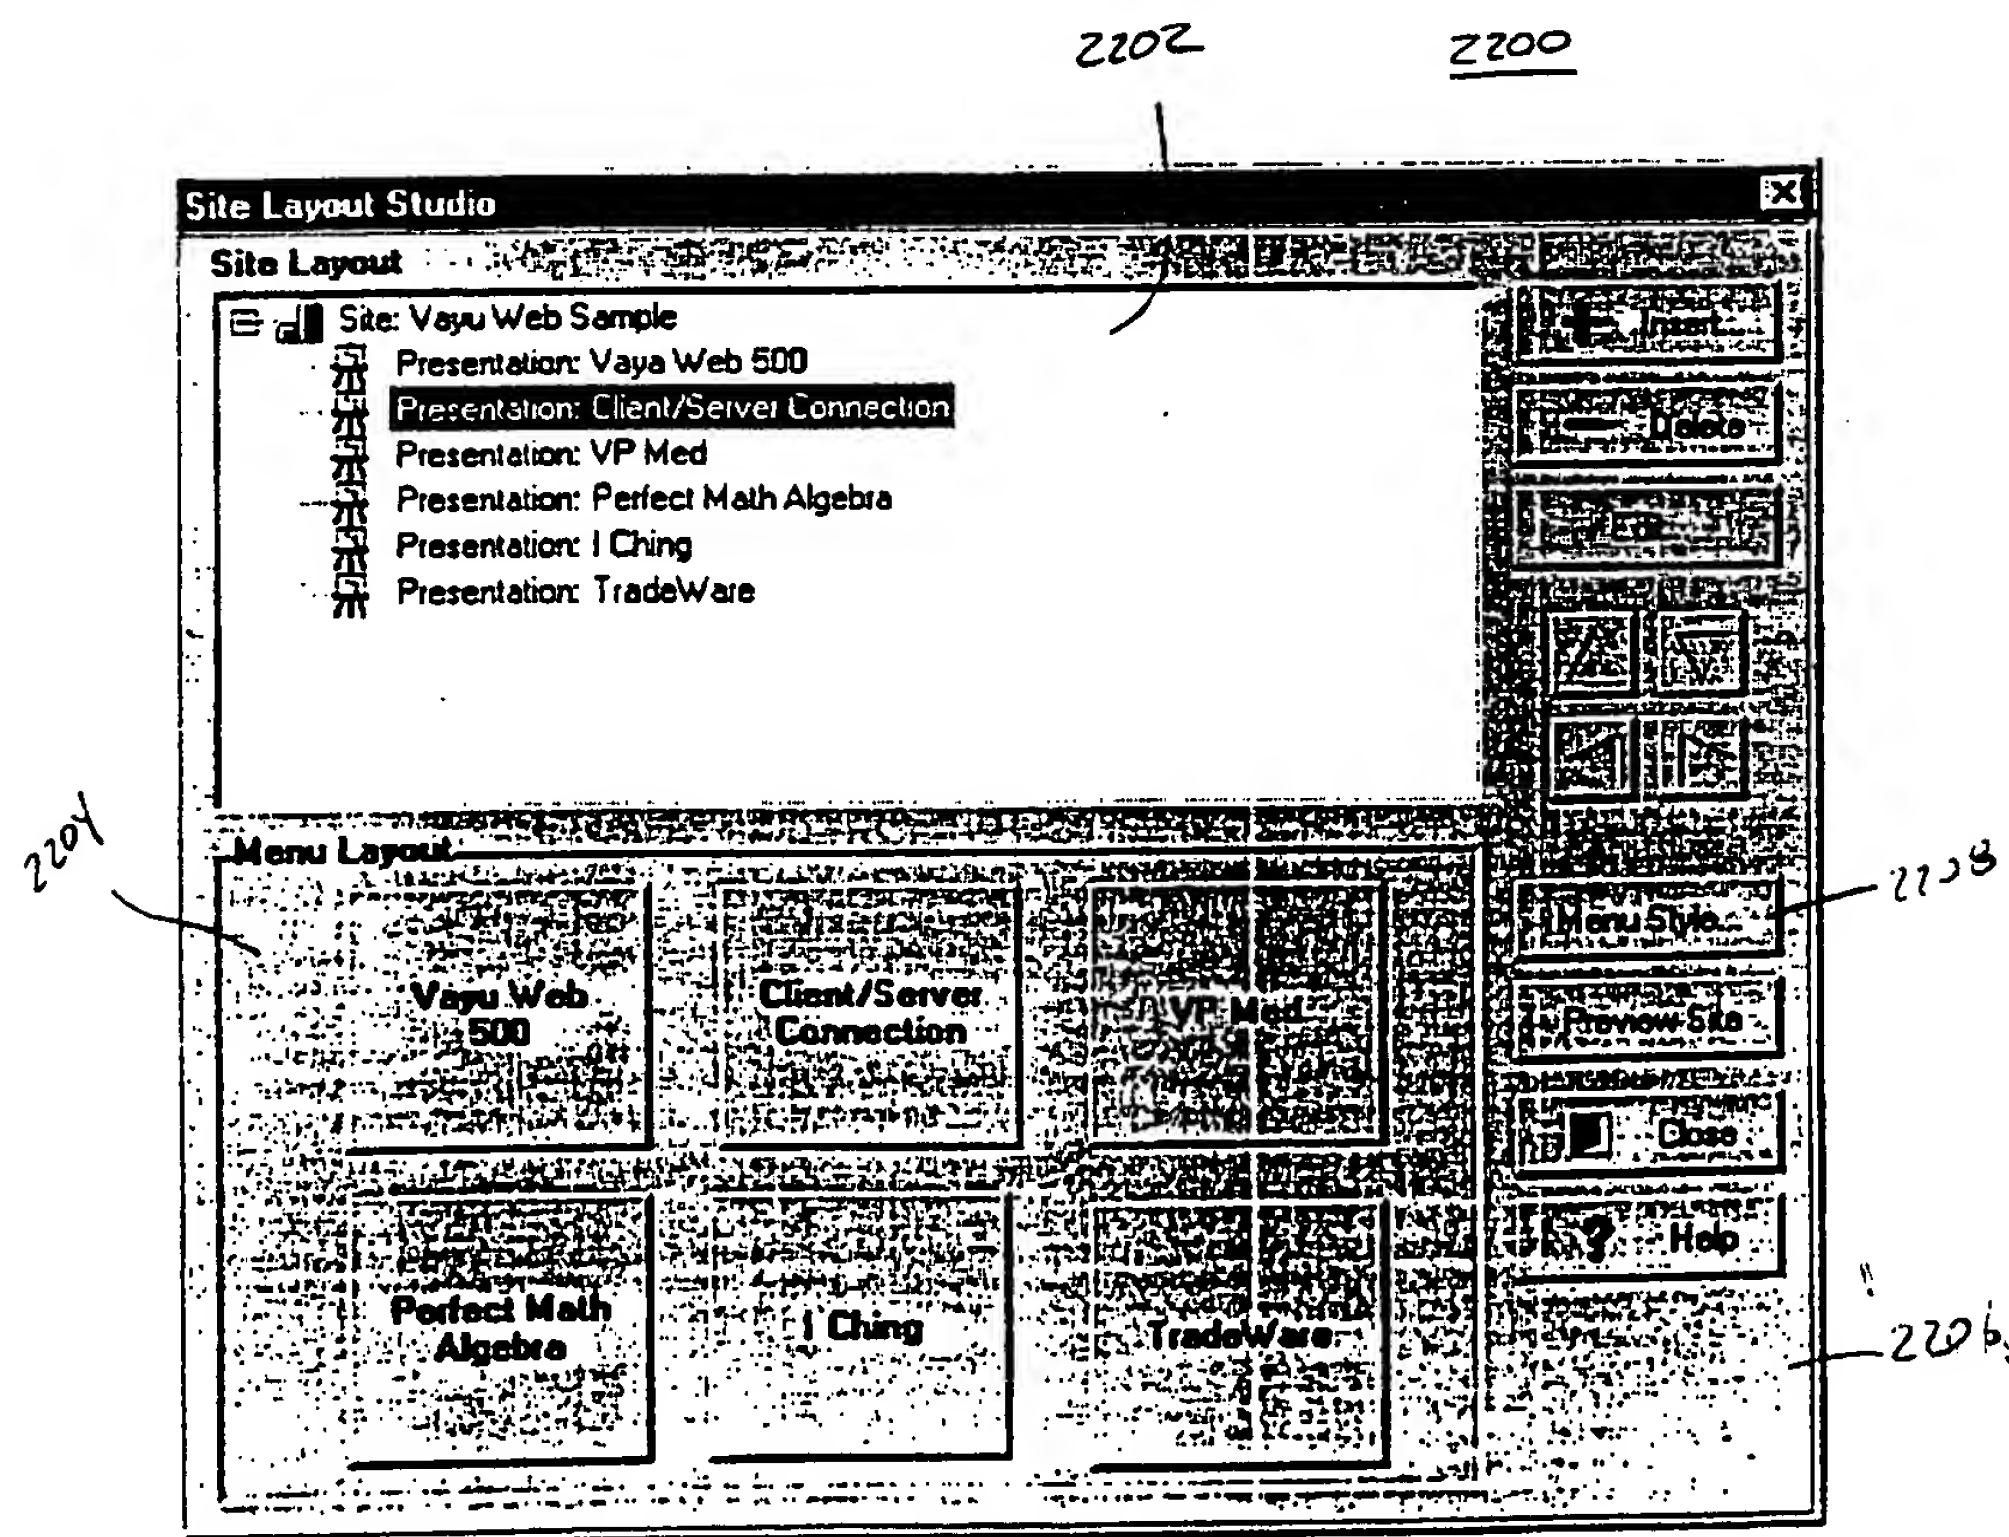 2202
2200
Site Layout Studio
Site Layout
Site: Vayu Web Sample
Presentation: Vaya Web 500
Presentation: Client/Server Connection
Presentation: VP Med
Presentation: Perfect Math Algebra
Presentation: I Ching
Presentation: TradeWare
Insert
Delete
2204
Menu Layout
Vayu Web
500
Client/Server
Connection
VP Med
Perfect Math
Algebra
I Ching
TradeWare
Menu Style...
Preview Site
Close
? Help
2206